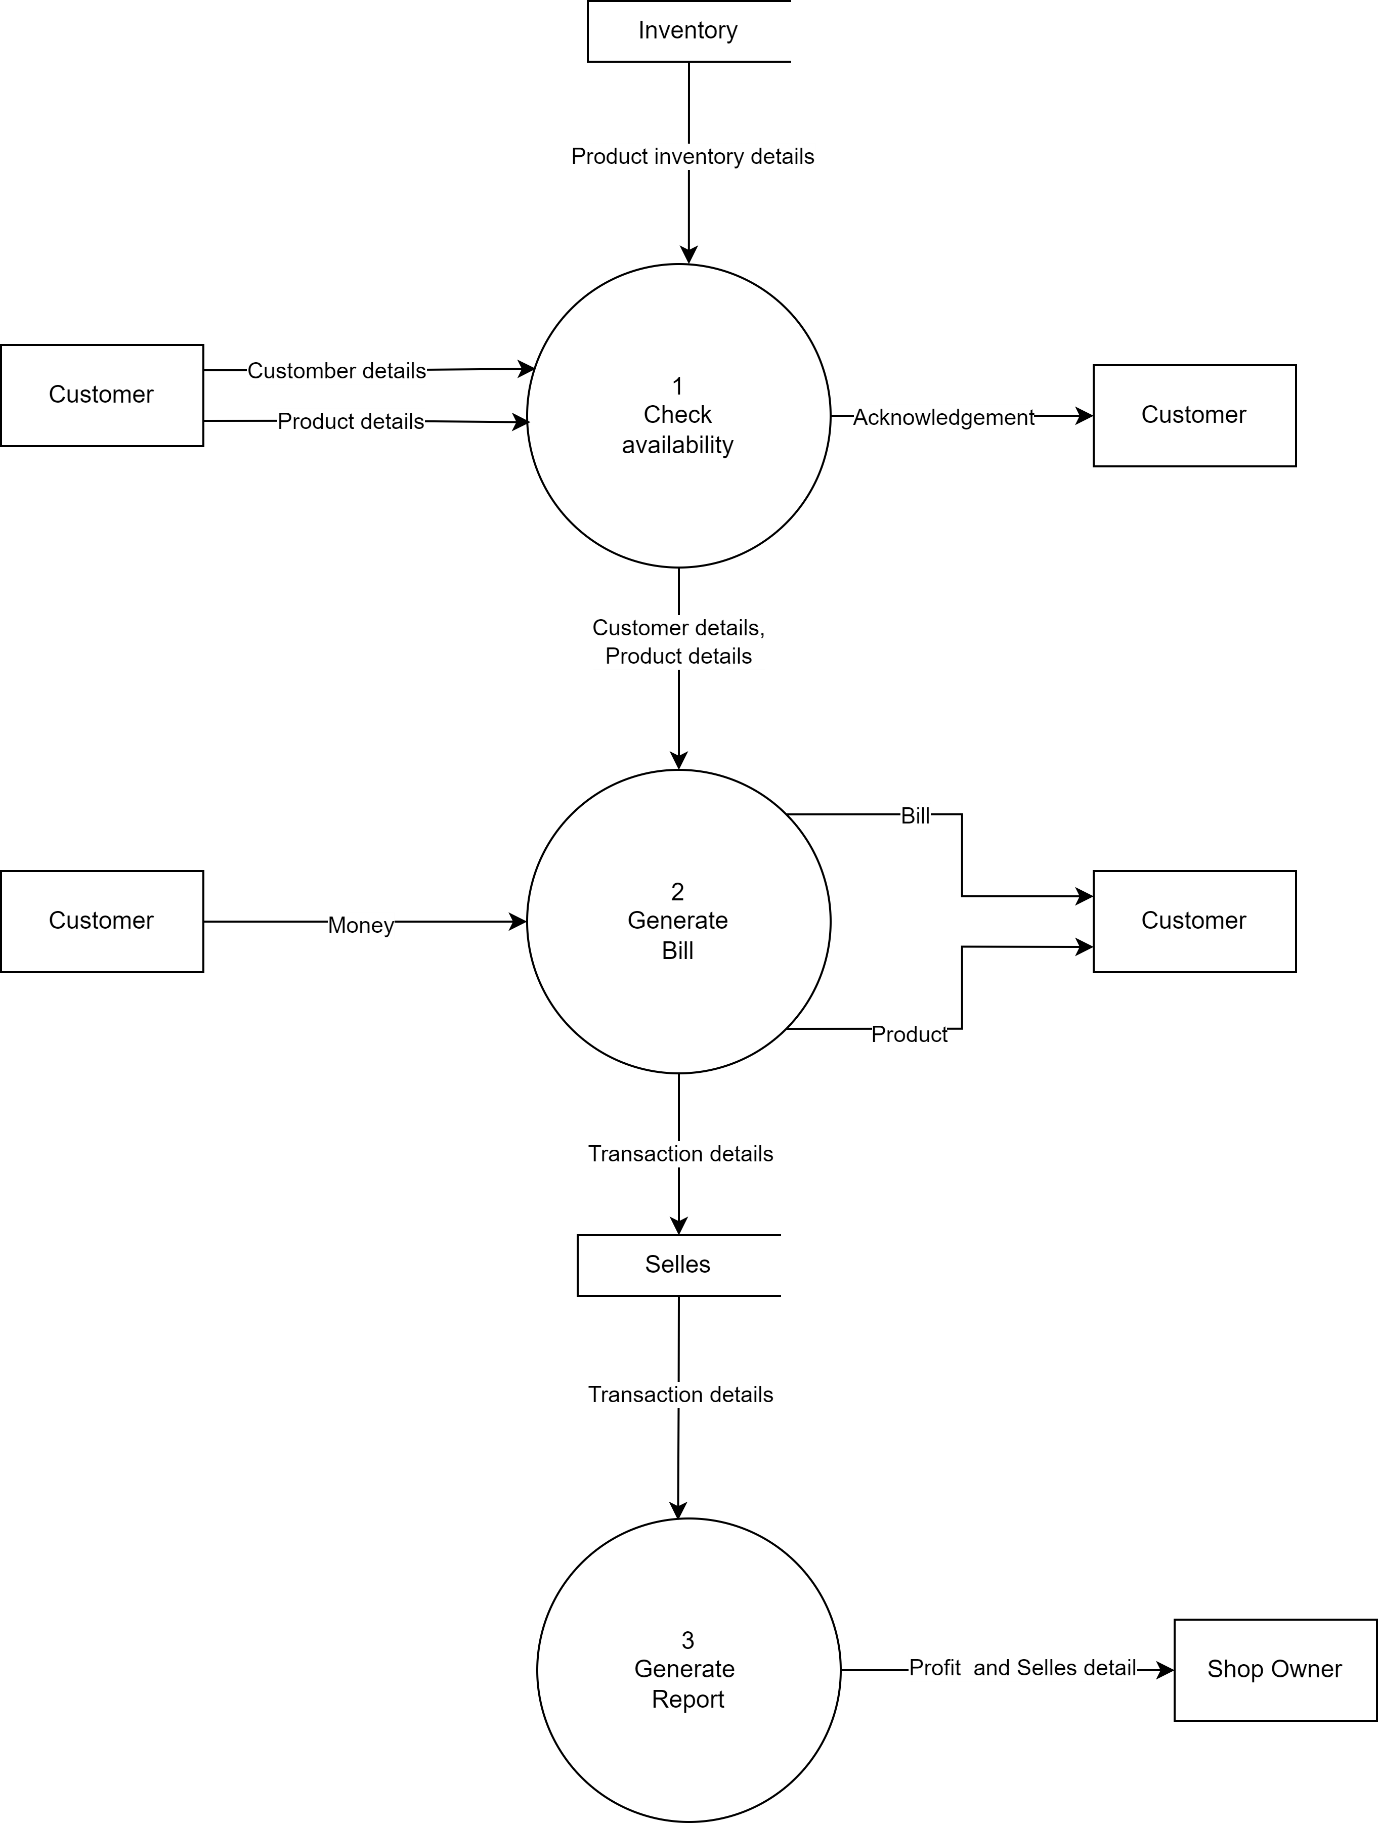 Inventory
Product inventory details
Customber details
Customer
Product details
1
Check
availability
Acknowledgement
Customer
Customer details,
Product details
Bill
Customer
Money
2
Generate
Bill
Customer
Product
Transaction details
Selles
Transaction details
3
Generate
Report
Profit  and Selles detail
Shop Owner